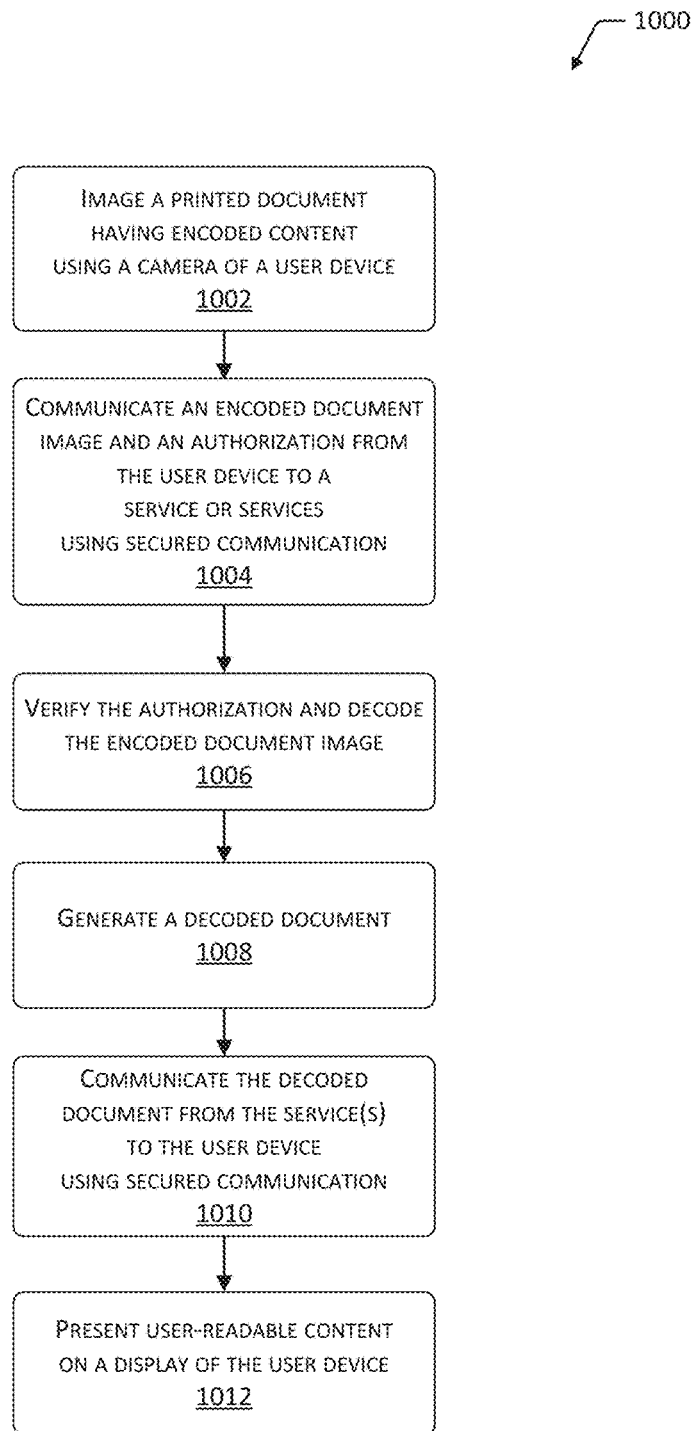 1000
IMAGE A PRINTED DOCUMENT
HAVING ENCODED CONTENT
USING A CAMERA OF A USER DEVICE
1002
COMMUNICATE AN ENCODED DOCUMENT
IMAGE AND AN AUTHORIZATION FROM
THE USER DEVICE TO A
SERVICE OR SERVICES
USING SECURED COMMUNICATION
1004
VERIFY THE AUTHORIZATION AND DECODE
THE ENCODED DOCUMENT IMAGE
1006
GENERATE A DECODED DOCUMENT
1008
COMMUNICATE THE DECODED
DOCUMENT FROM THE SERVICE(S)
TO THE USER DEVICE
USING SECURED COMMUNICATION
1010
PRESENT USER-READABLE CONTENT
ON A DISPLAY OF THE USER DEVICE
1012